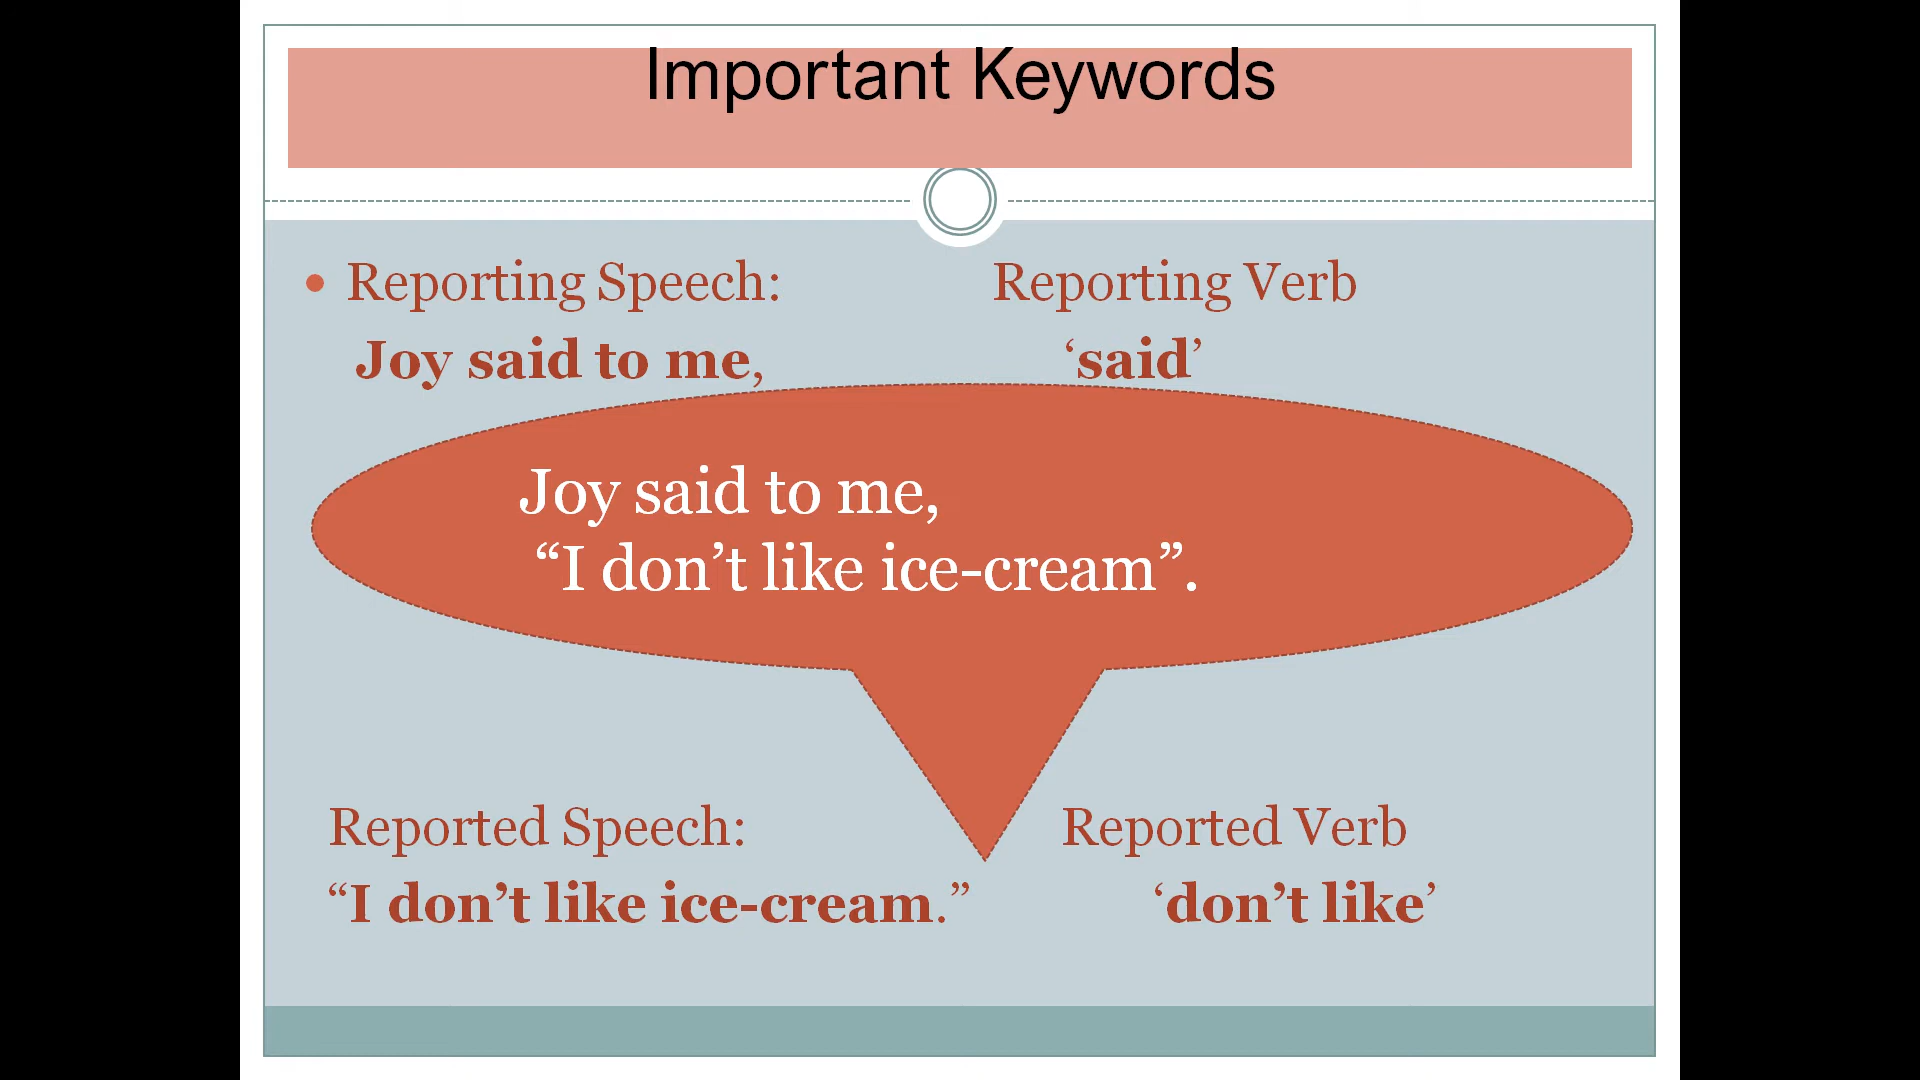 Important Keywords
• Reporting Speech: Reporting Verb
Joy said to me, ‘said’
Joy said to me,
“I don’t like ice-cream”.
Reported Speech: Reported Verb
“I don’t like ice-cream.” ‘don’t like’